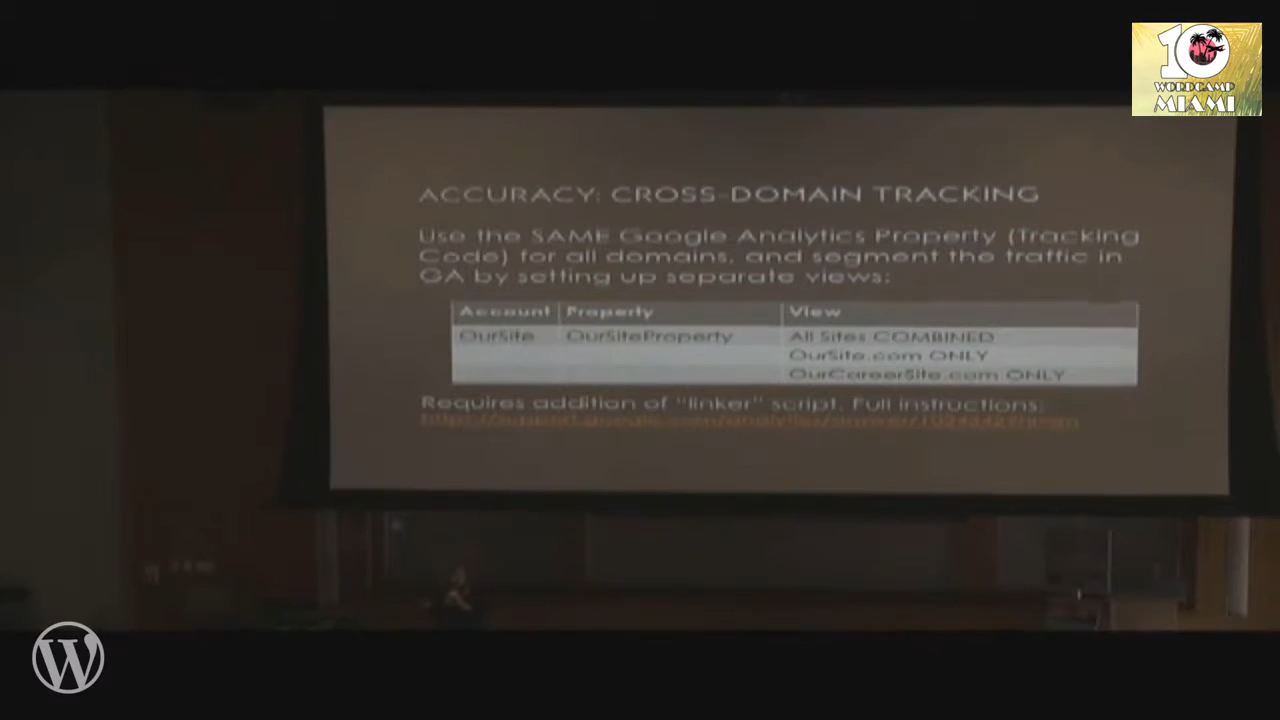 10
WORDCAMP
MIAMI
ACCURACY: CROSS-DOMAIN TRACKING
Use the SAME Google Analytics Property (Tracking
Code) for all domains, and segment the traffic in
GA by setting up separate views:
Account Property View
OurSite OurSiteProperty All Sites COMBINED
OurSite.com ONLY
OurCareerSite.com ONLY
Requires addition of "linker" script. Full instructions: